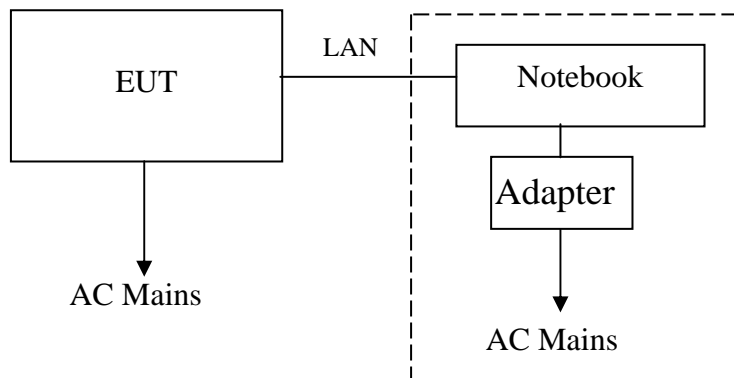 LAN
EUT
Notebook
Adapter
AC Mains
AC Mains